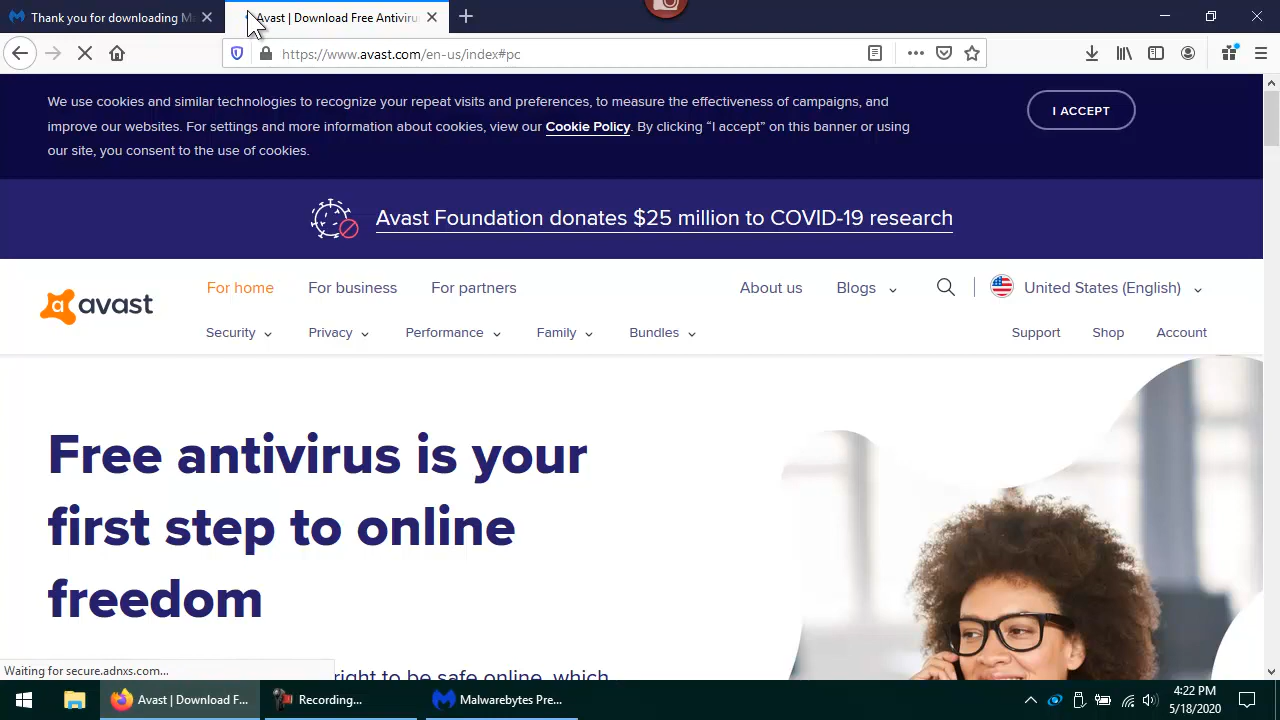 Thank you for downloading M
Avast | Download Free Antiviru
https://www.avast.com/en-us/index#pc
We use cookies and similar technologies to recognize your repeat visits and preferences, to measure the effectiveness of campaigns, and
improve our websites. For settings and more information about cookies, view our Cookie Policy. By clicking “I accept” on this banner or using
our site, you consent to the use of cookies.
I ACCEPT
Avast Foundation donates $25 million to COVID-19 research
avast
For home For business For partners About us Blogs United States (English)
Security Privacy Performance Family Bundles Support Shop Account
Free antivirus is your
first step to online
freedom
right to be safe online, which
Waiting for secure.adnxs.com...
Avast | Download F...
Recording...
Malwarebytes Pre...
4:22 PM
5/18/2020